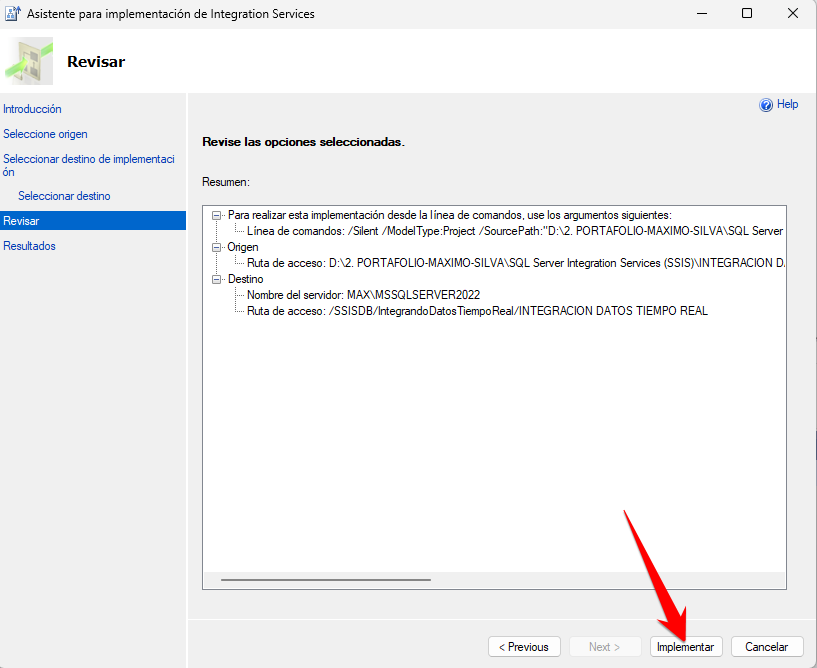 Asistente para implementación de Integration Services
Revisar
Introducción
Seleccione origen
Seleccionar destino de implementaci
ón
Seleccionar destino
Revisar
Resultados
Help
Revise las opciones seleccionadas.
Resumen:
Para realizar esta implementación desde la línea de comandos, use los argumentos siguientes:
Línea de comandos: /Silent /ModelType:Project /SourcePath:"D:\2. PORTAFOLIO-MAXIMO-SILVA\SQL Server
Origen
Ruta de acceso: D:\2. PORTAFOLIO-MAXIMO-SILVA\SQL Server Integration Services (SSIS)\INTEGRACION DA
Destino
Nombre del servidor: MAX\MSSQLSERVER2022
Ruta de acceso: /SSISDB/IntegrandoDatosTiempoReal/INTEGRACION DATOS TIEMPO REAL
< Previous
Next >
Implementar
Cancelar